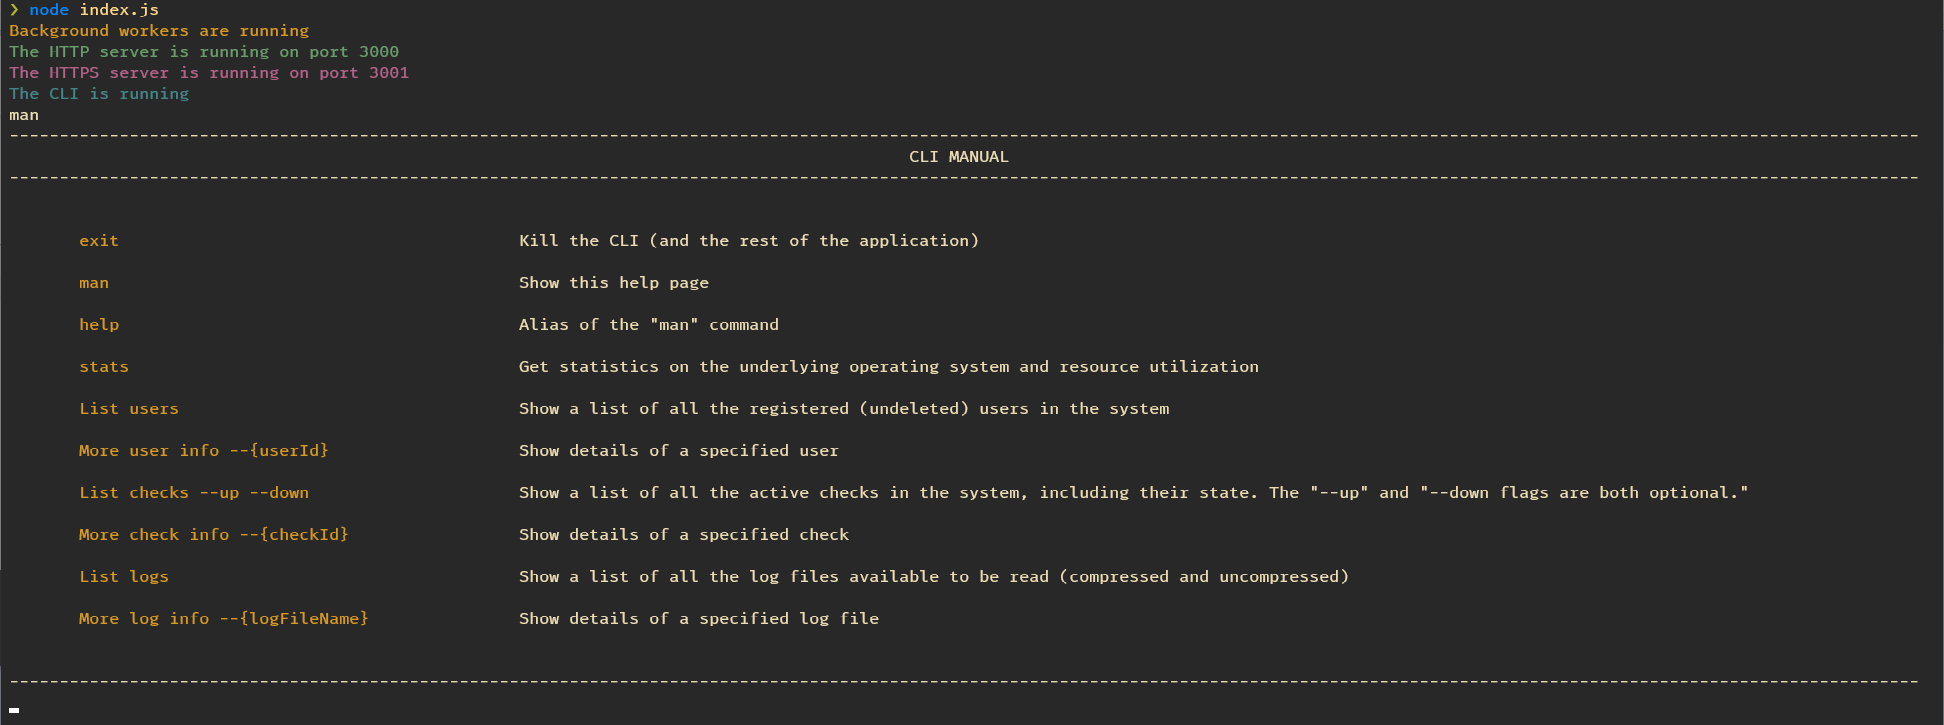 ❯ node index.js
Background workers are running
The HTTP server is running on port 3000
The HTTPS server is running on port 3001
The CLI is running
man
-----------------------------------------------------------------------------------------------------------------------------------------------------------------------------------------------
CLI MANUAL
-----------------------------------------------------------------------------------------------------------------------------------------------------------------------------------------------
exit Kill the CLI (and the rest of the application)
man Show this help page
help Alias of the "man" command
stats Get statistics on the underlying operating system and resource utilization
List users Show a list of all the registered (undeleted) users in the system
More user info --{userId} Show details of a specified user
List checks --up --down Show a list of all the active checks in the system, including their state. The "--up" and "--down flags are both optional."
More check info --{checkId} Show details of a specified check
List logs Show a list of all the log files available to be read (compressed and uncompressed)
More log info --{logFileName} Show details of a specified log file
-----------------------------------------------------------------------------------------------------------------------------------------------------------------------------------------------